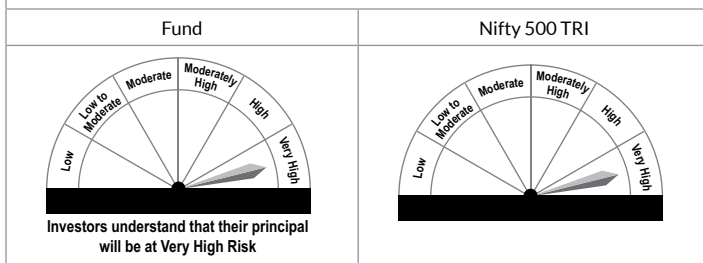 Fund
Nifty 500 TRI
Low
Low to
Moderate
Moderate
Moderately
High
High
Very High
Investors understand that their principal
will be at Very High Risk
Low
Low to
Moderate
Moderate
Moderately
High
High
Very High